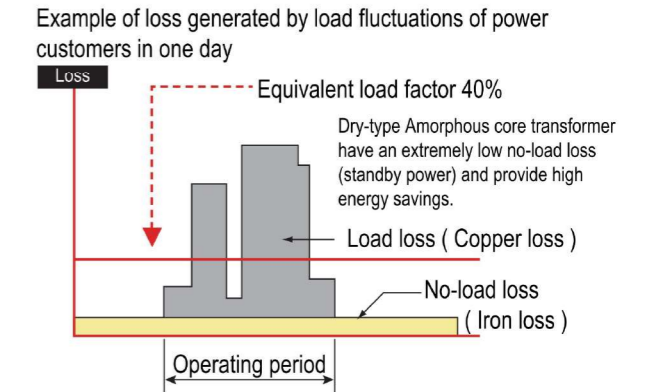 Example of loss generated by load fluctuations of power
customers in one day
Loss
Equivalent load factor 40%
Dry-type Amorphous core transformer
have an extremely low no-load loss
(standby power) and provide high
energy savings.
Load loss ( Copper loss )
No-load loss
( Iron loss )
Operating period